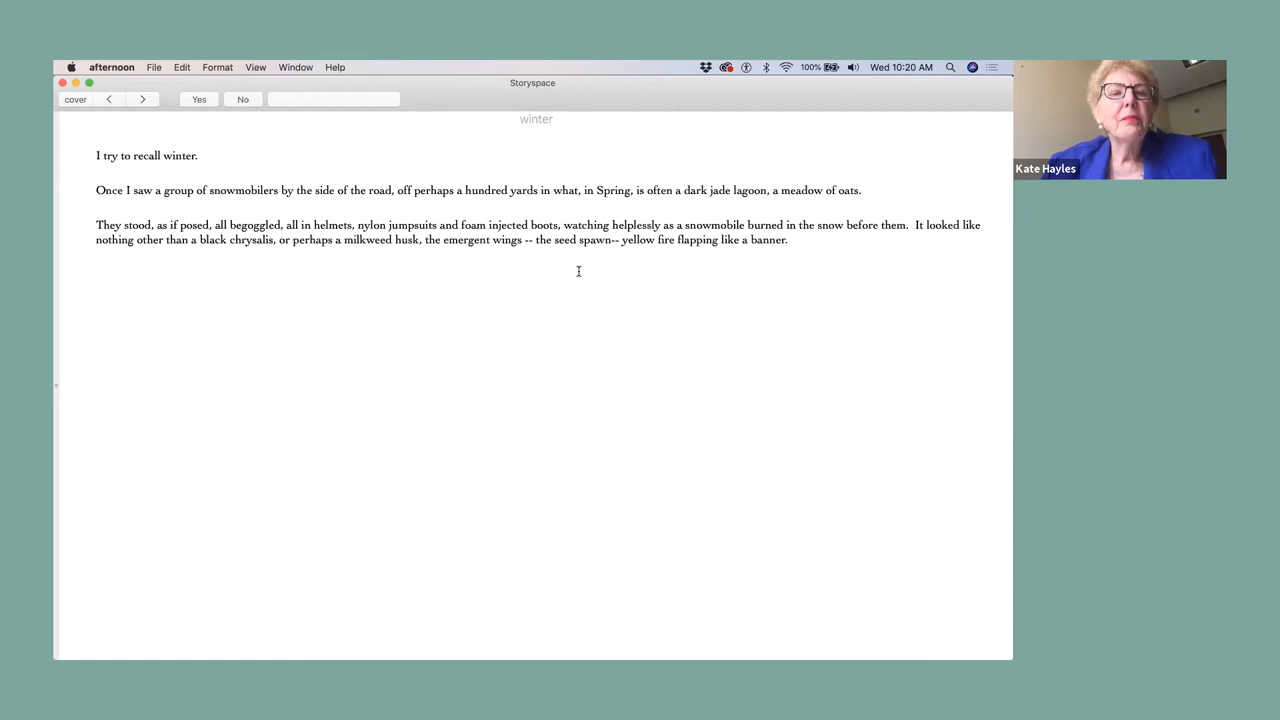 afternoon File Edit Format View Window Help 100% Wed 10:20 AM
Storyspace
cover Yes No
winter
I try to recall winter.
Once I saw a group of snowmobilers by the side of the road, off perhaps a hundred yards in what, in Spring, is often a dark jade lagoon, a meadow of oats.
They stood, as if posed, all begoggled, all in helmets, nylon jumpsuits and foam injected boots, watching helplessly as a snowmobile burned in the snow before them.  It looked like
nothing other than a black chrysalis, or perhaps a milkweed husk, the emergent wings -- the seed spawn-- yellow fire flapping like a banner.
Kate Hayles